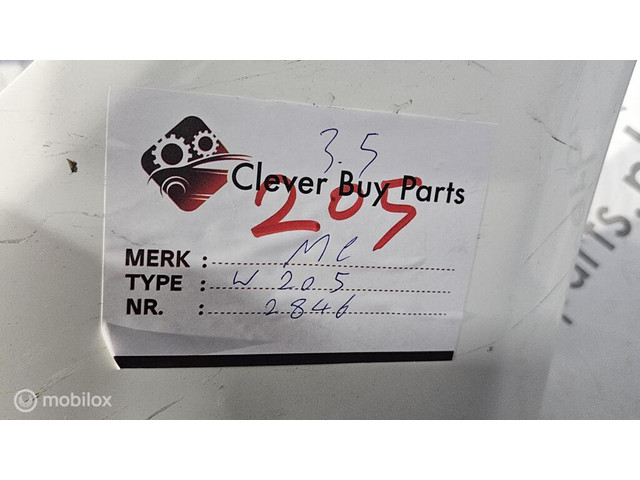 3.5
Clever Buy Parts
205
MERK : MC
TYPE : W 205
NR. : 2846
mobilox